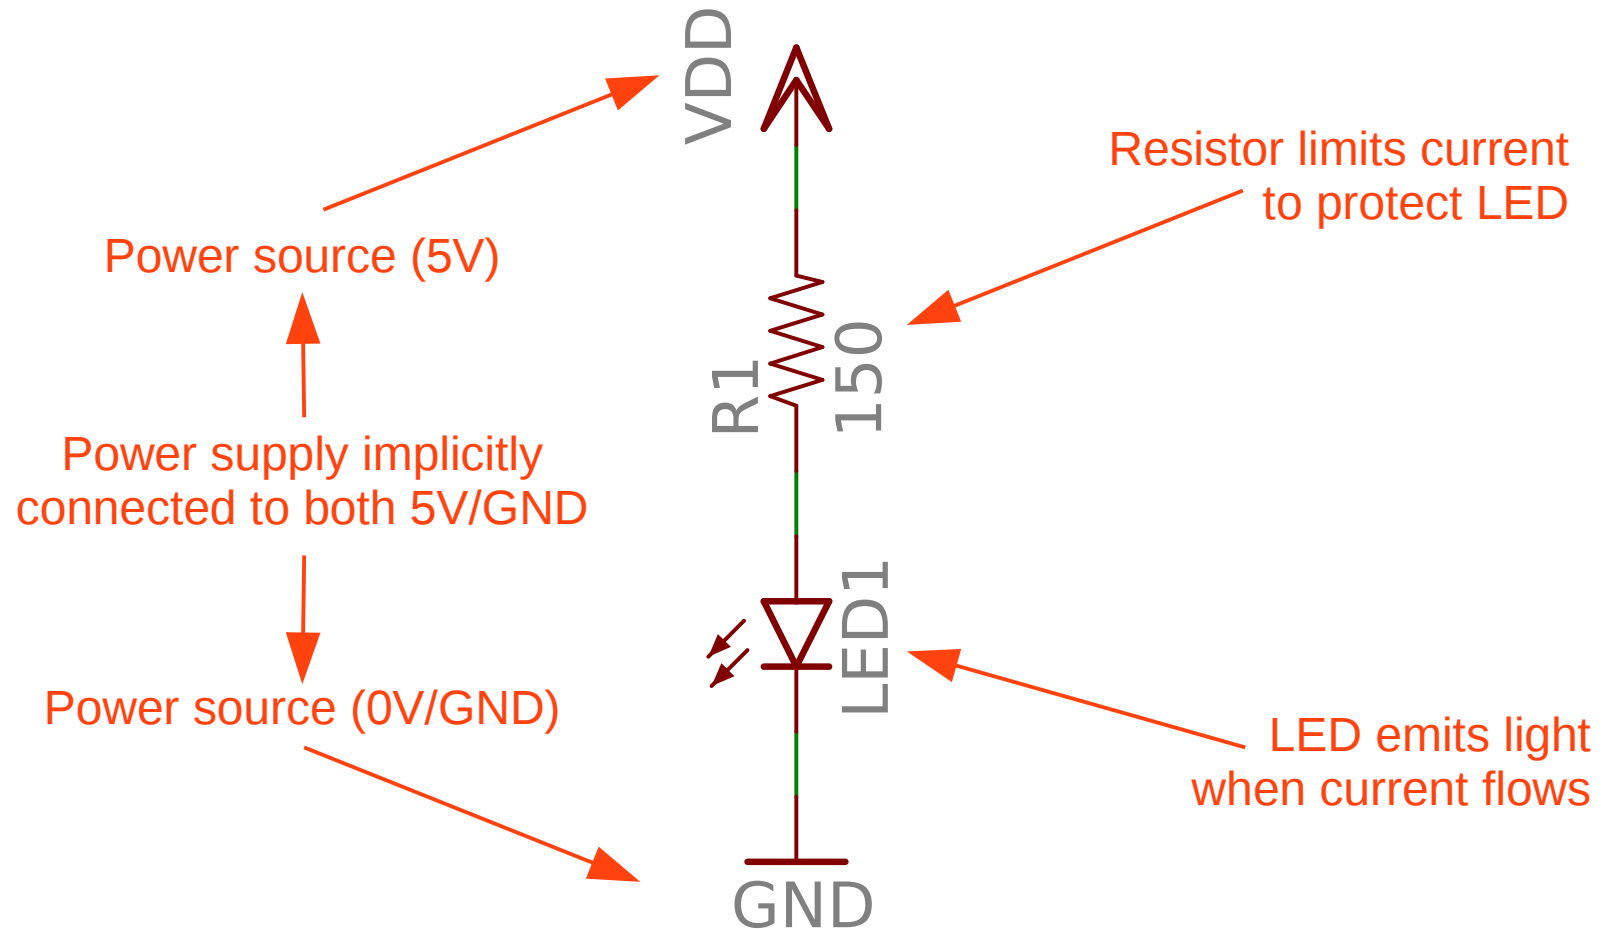 VDD
Resistor limits current
to protect LED
Power source (5V)
R1
150
Power supply implicitly
connected to both 5V/GND
LED1
Power source (0V/GND)
LED emits light
when current flows
GND